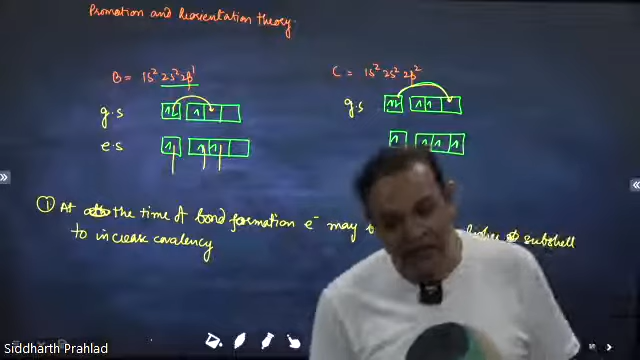 Promotion and Reorientation theory.
B = 1s² 2s² 2p¹
C = 1s² 2s² 2p²
g.s
g.s
e.s
① At the time of bond formation e⁻ may higher subshell
to increase covalency
Siddharth Prahlad